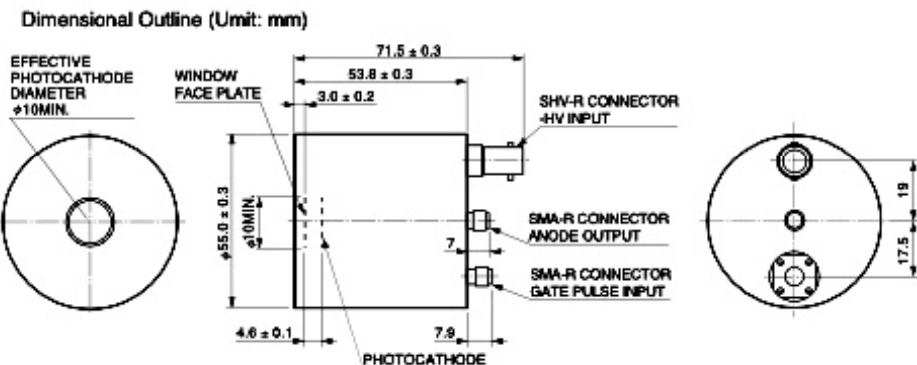 Dimensional Outline (Umit: mm)
EFFECTIVE
PHOTOCATHODE
DIAMETER
φ10MIN.
WINDOW
FACE PLATE
71.5 ± 0.3
53.8 ± 0.3
3.0 ± 0.2
SHV-R CONNECTOR
-HV INPUT
φ55.0 ± 0.3
φ10MIN.
SMA-R CONNECTOR
ANODE OUTPUT
7
SMA-R CONNECTOR
GATE PULSE INPUT
4.6 ± 0.1
7.9
PHOTOCATHODE
19
17.5